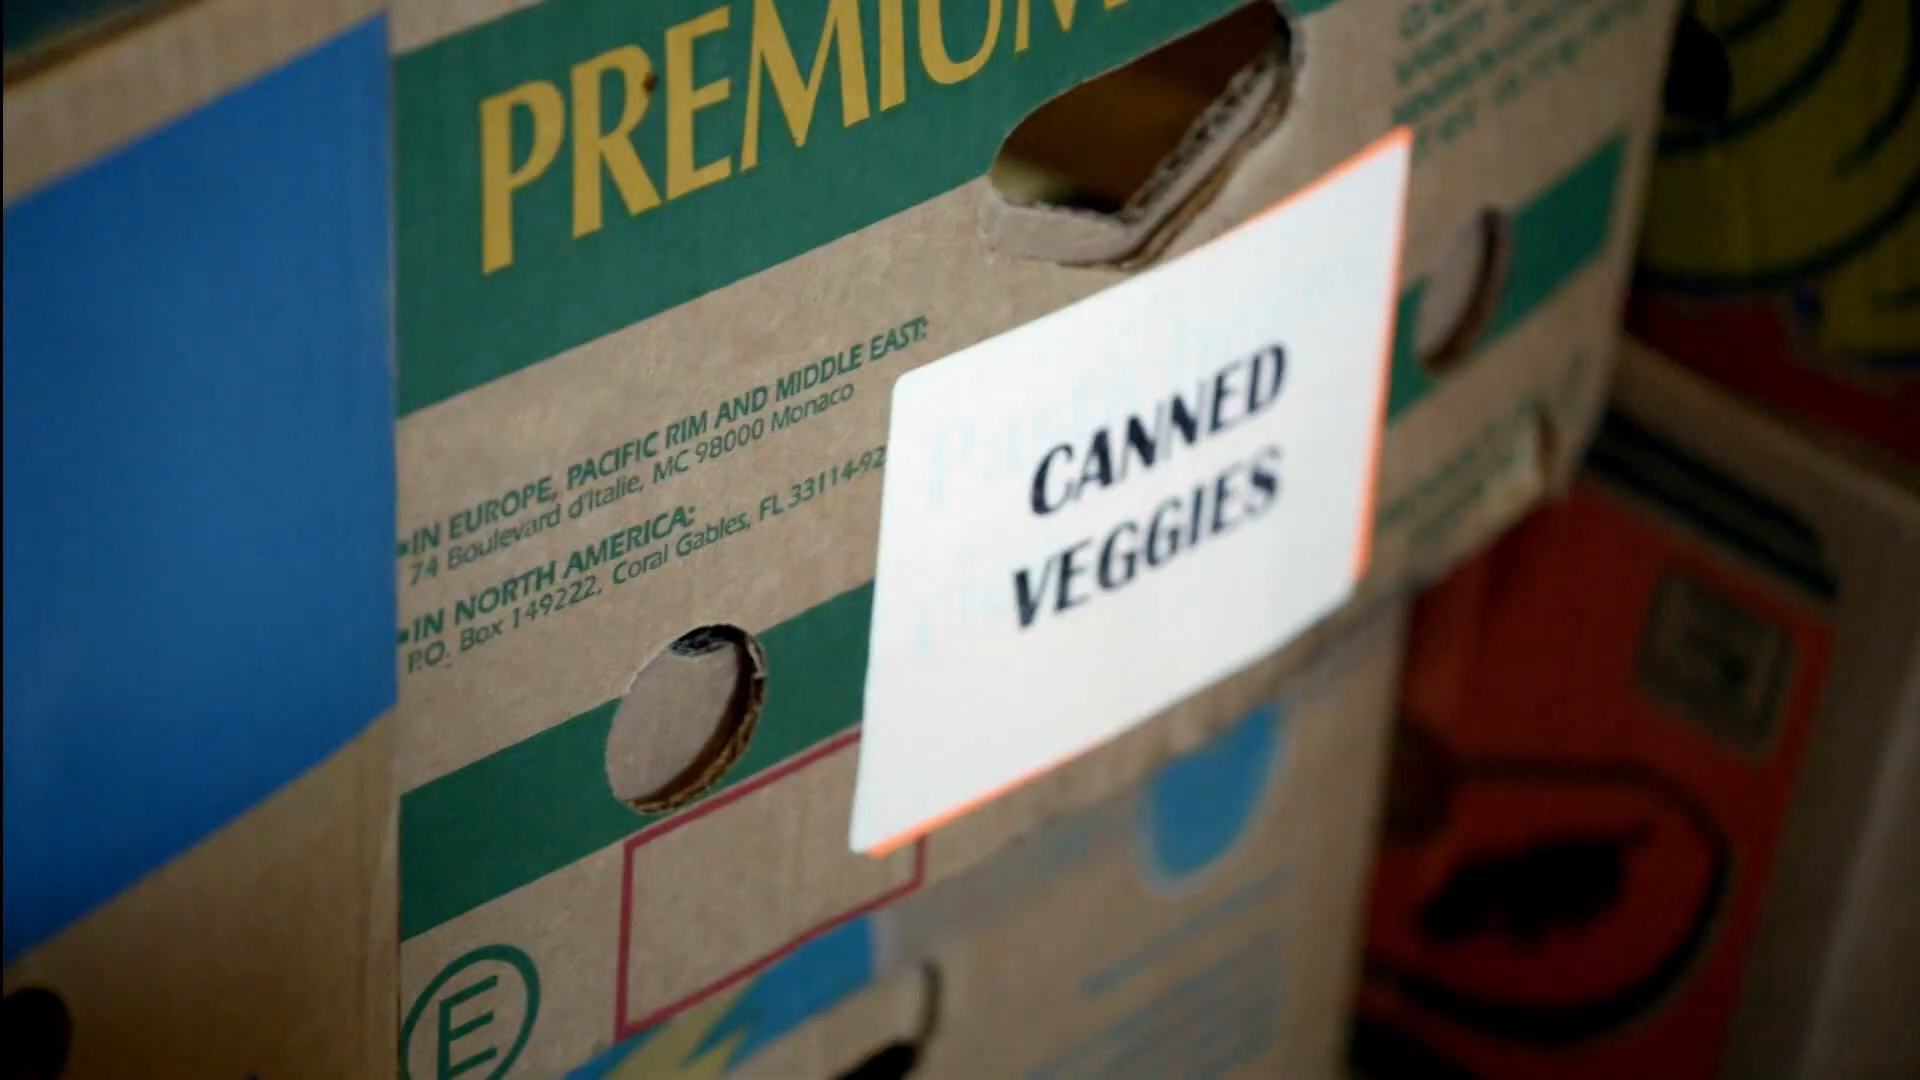 PREMIUM
•IN EUROPE, PACIFIC RIM AND MIDDLE EAST:
74 Boulevard d'Italie, MC 98000 Monaco
•IN NORTH AMERICA:
P.O. Box 149222, Coral Gables, FL 33114-92
CANNED
VEGGIES
E